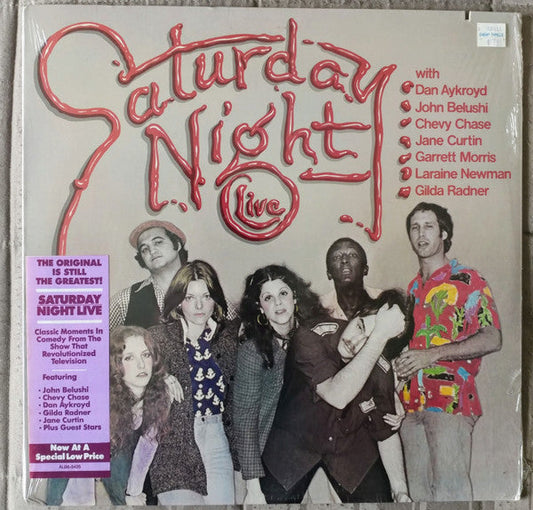 Saturday
Night
Live
with
Dan Aykroyd
John Belushi
Chevy Chase
Jane Curtin
Garrett Morris
Laraine Newman
Gilda Radner
THE ORIGINAL
IS STILL
THE GREATEST!
SATURDAY
NIGHT LIVE
Classic Moments In
Comedy From The
Show That
Revolutionized
Television
Featuring
• John Belushi
• Chevy Chase
• Dan Aykroyd
• Gilda Radner
• Jane Curtin
• Plus Guest Stars
Now At A
Special Low Price